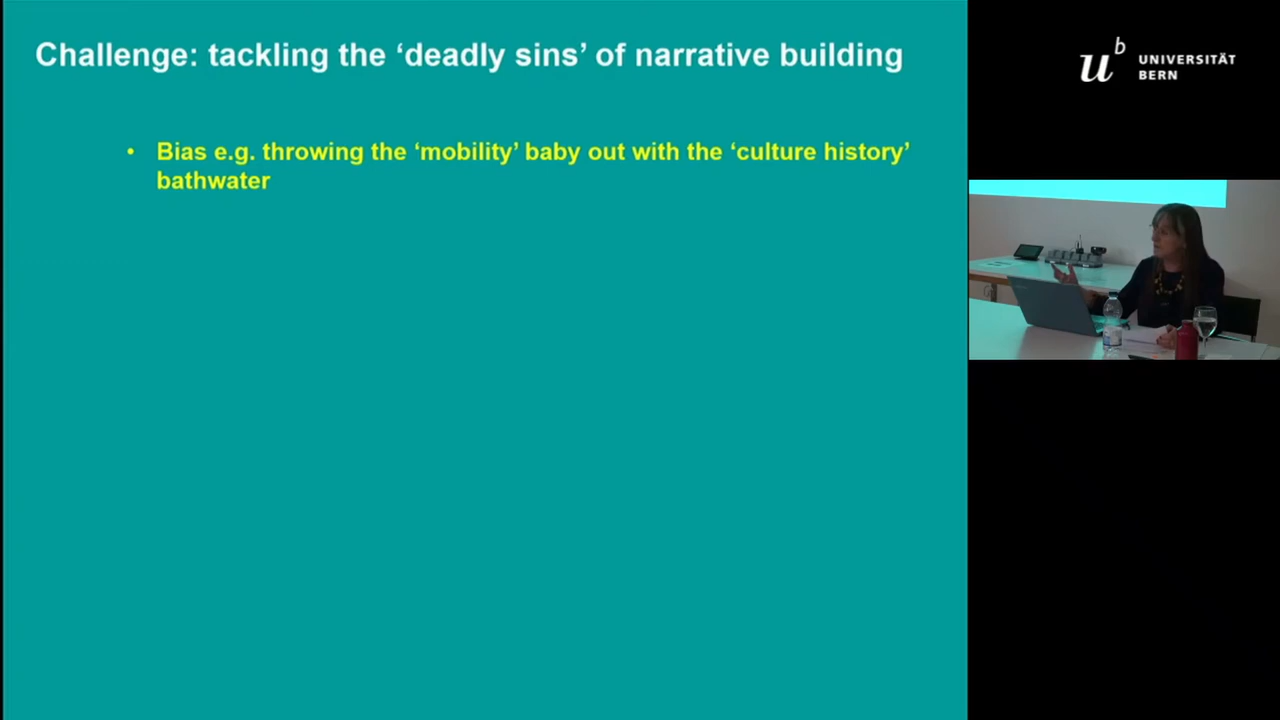 Challenge: tackling the ‘deadly sins’ of narrative building
• Bias e.g. throwing the ‘mobility’ baby out with the ‘culture history’
bathwater
u b UNIVERSITÄT
BERN